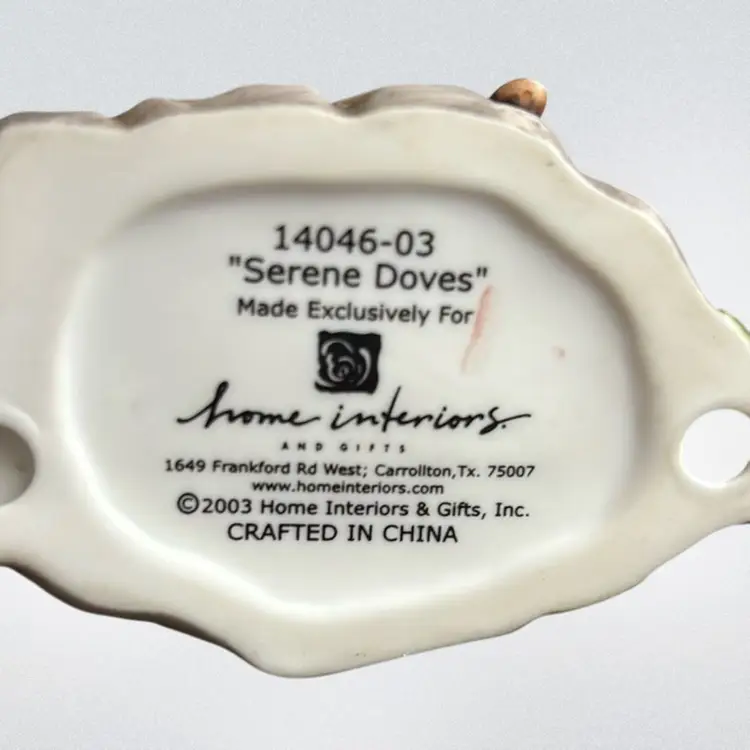 14046-03
"Serene Doves"
Made Exclusively For
home interiors.
AND GIFTS
1649 Frankford Rd West; Carrollton,Tx. 75007
www.homeinteriors.com
©2003 Home Interiors & Gifts, Inc.
CRAFTED IN CHINA